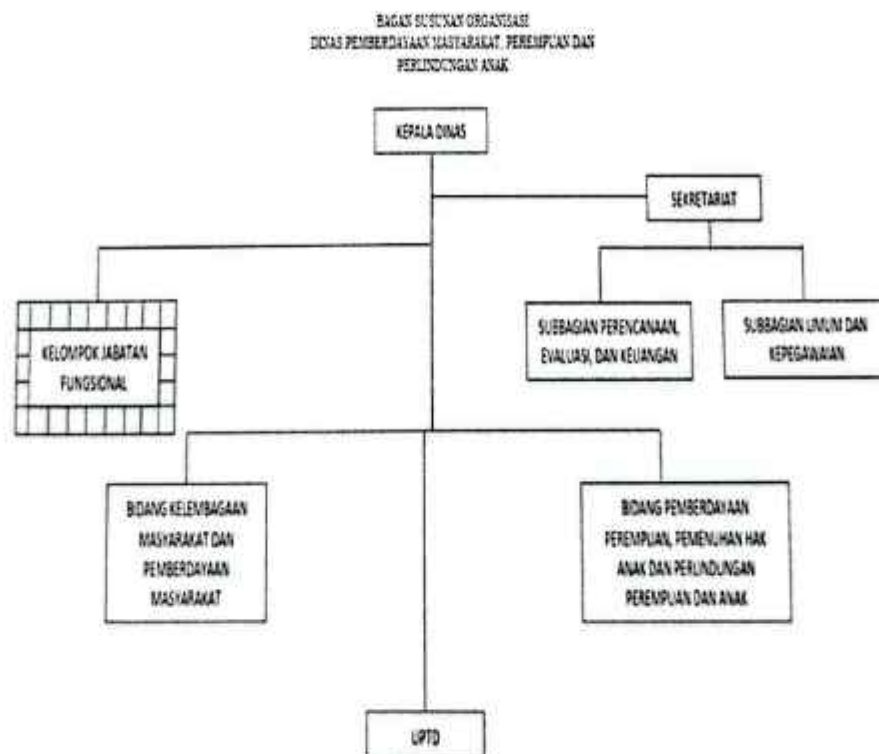 BAGAN SUSUNAN ORGANISASI
DINAS PEMBERDAYAAN MASYARAKAT, PEREMPUAN DAN
PERLINDUNGAN ANAK
KEPALA DINAS
SEKRETARIAT
SUBBAGIAN PERENCANAAN,
EVALUASI, DAN KEUANGAN
SUBBAGIAN UMUM DAN
KEPEGAWAIAN
KELOMPOK JABATAN
FUNGSIONAL
BIDANG KELEMBAGAAN
MASYARAKAT DAN
PEMBERDAYAAN
MASYARAKAT
BIDANG PEMBERDAYAAN
PEREMPUAN, PEMENUHAN HAK
ANAK DAN PERLINDUNGAN
PEREMPUAN DAN ANAK
UPTD